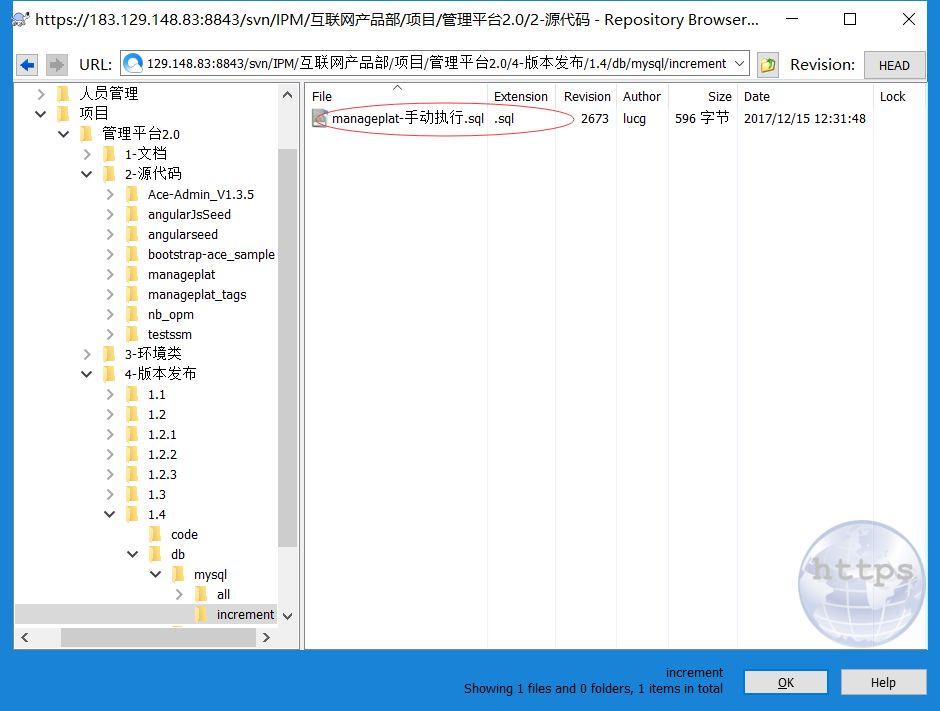 https://183.129.148.83:8843/svn/IPM/互联网产品部/项目/管理平台2.0/2-源代码 - Repository Browser...
URL: 129.148.83:8843/svn/IPM/互联网产品部/项目/管理平台2.0/4-版本发布/1.4/db/mysql/increment Revision: HEAD
人员管理
项目
管理平台2.0
1-文档
2-源代码
Ace-Admin_V1.3.5
angularJsSeed
angularseed
bootstrap-ace_sample
manageplat
manageplat_tags
nb_opm
testssm
3-环境类
4-版本发布
1.1
1.2
1.2.1
1.2.2
1.2.3
1.3
1.4
code
db
mysql
all
increment
File Extension Revision Author Size Date Lock
manageplat-手动执行.sql .sql 2673 lucg 596 字节 2017/12/15 12:31:48
https
increment
Showing 1 files and 0 folders, 1 items in total
OK Help